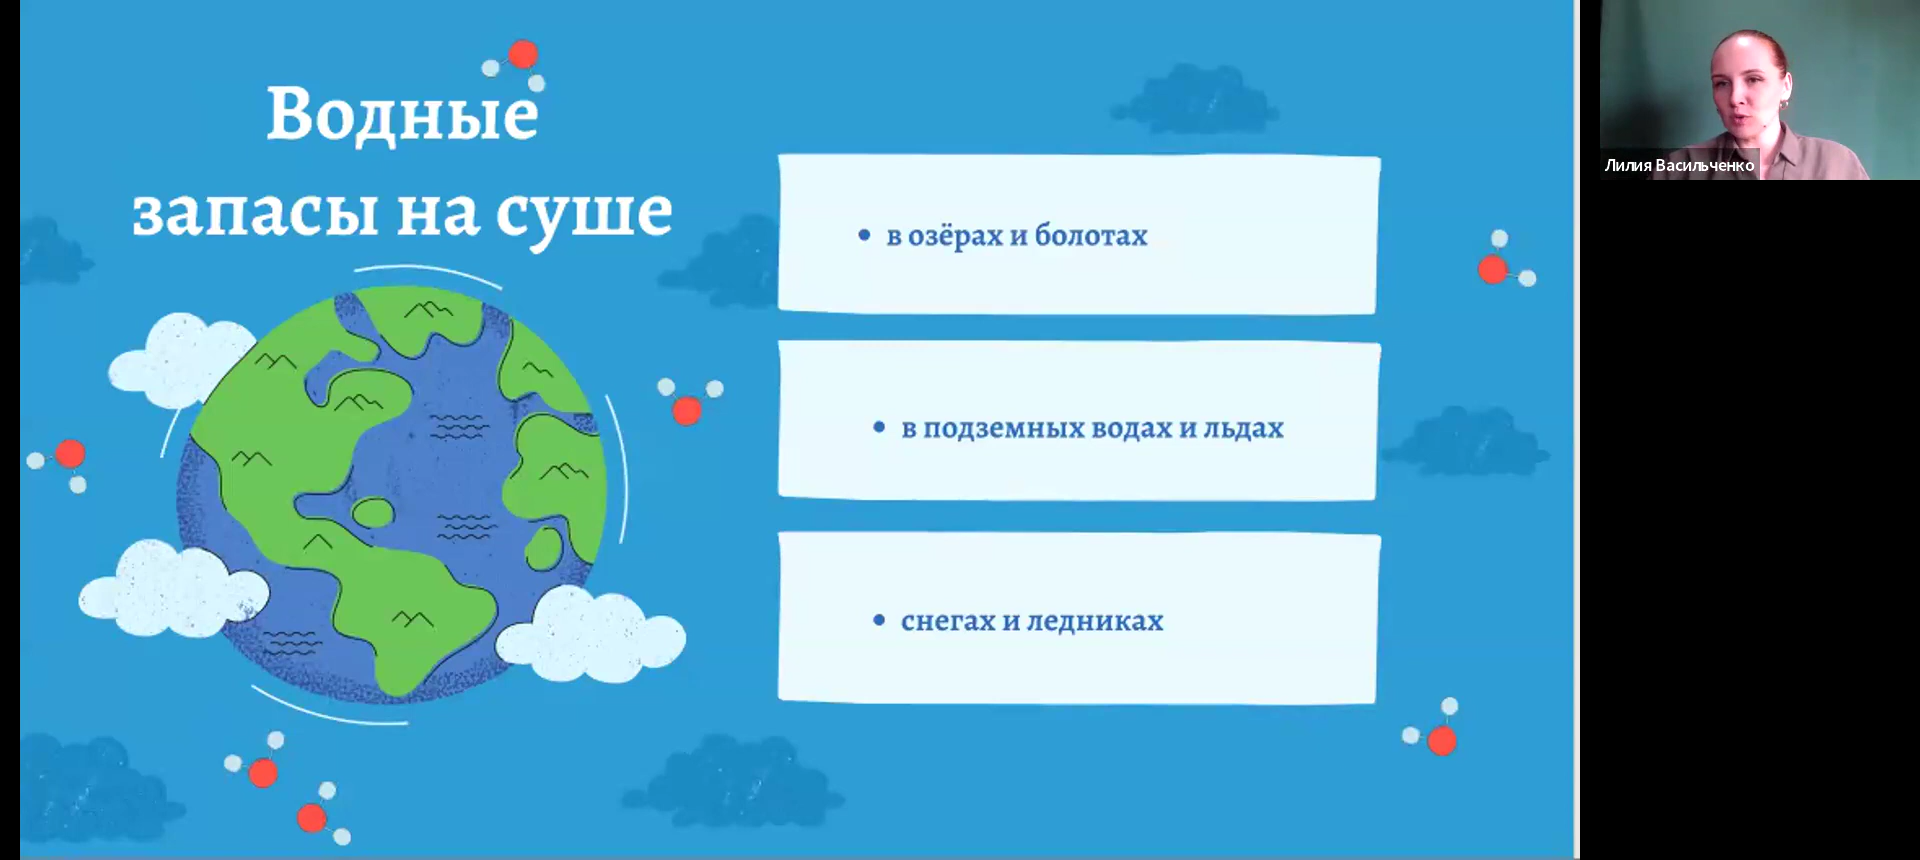 Водные
запасы на суше
• в озёрах и болотах
• в подземных водах и льдах
• снегах и ледниках
Лилия Васильченко